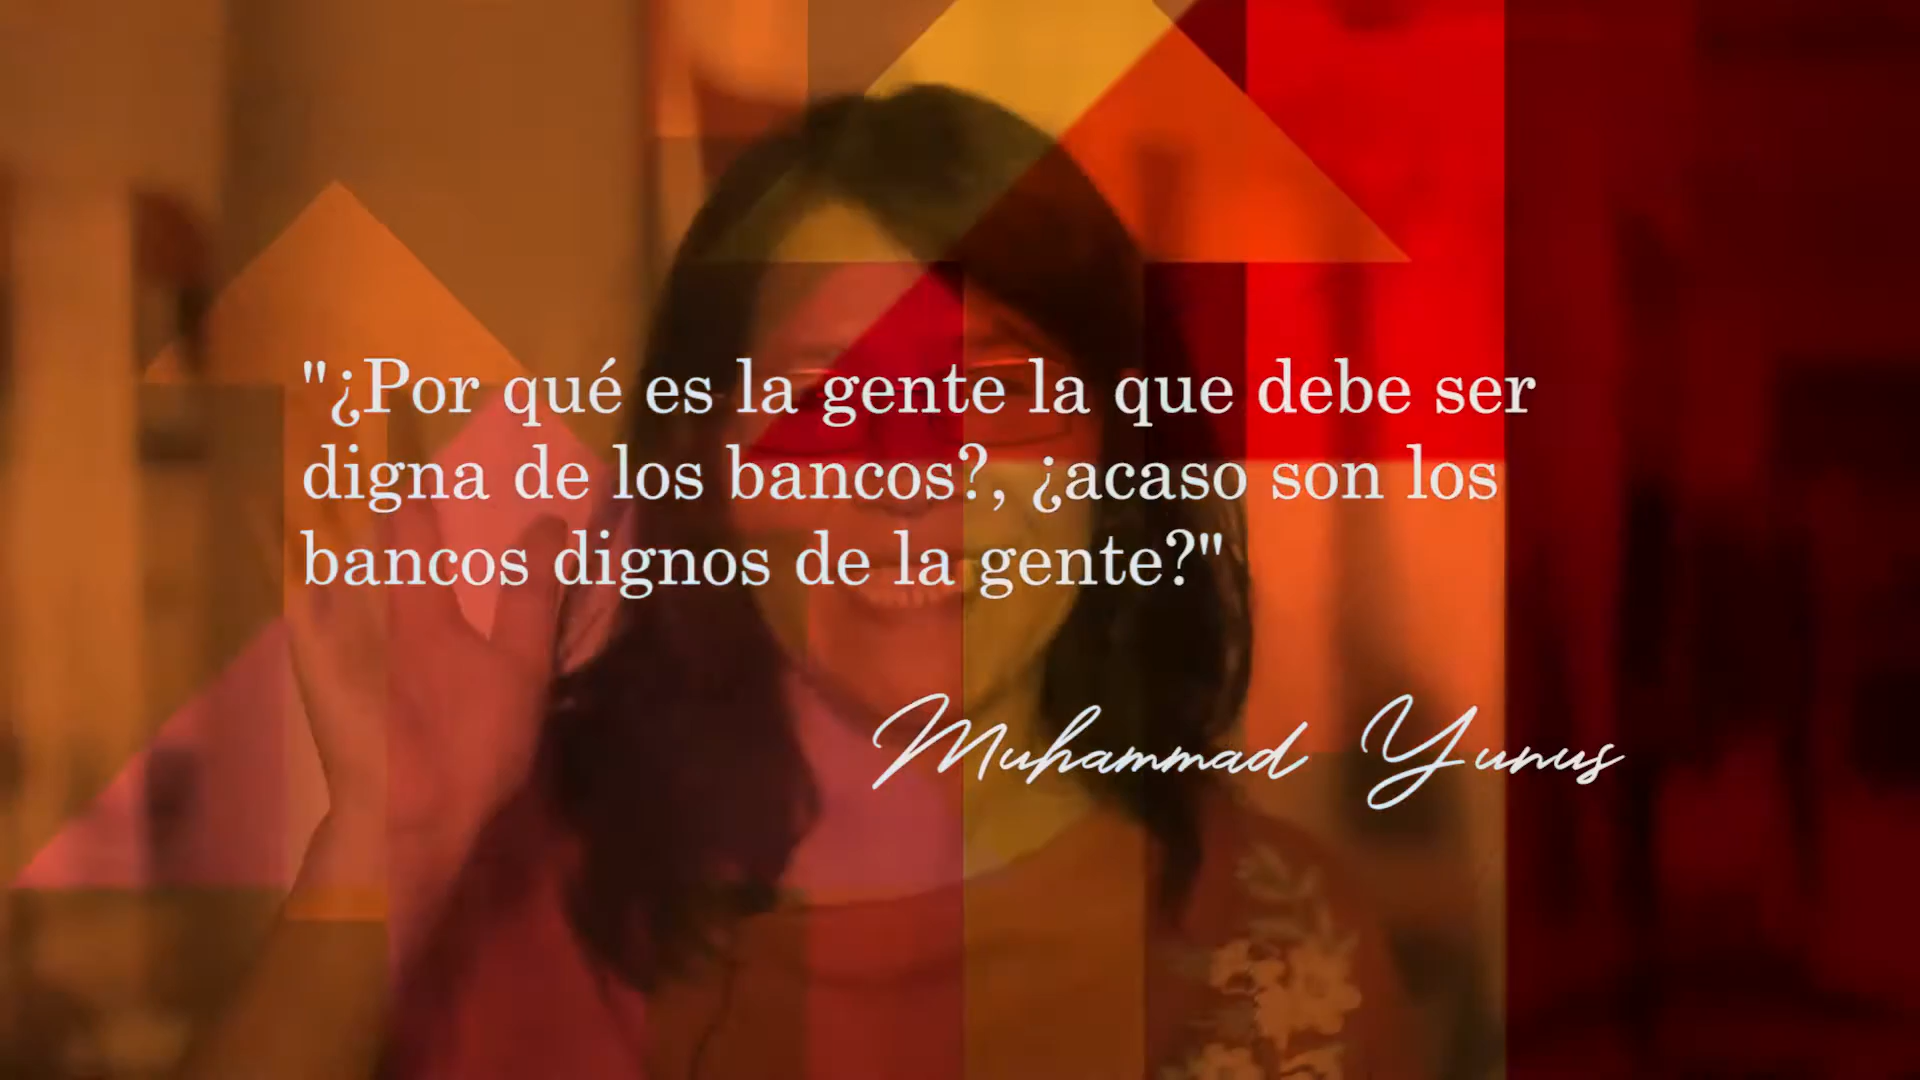 "¿Por qué es la gente la que debe ser
digna de los bancos?, ¿acaso son los
bancos dignos de la gente?"
Muhammad Yunus